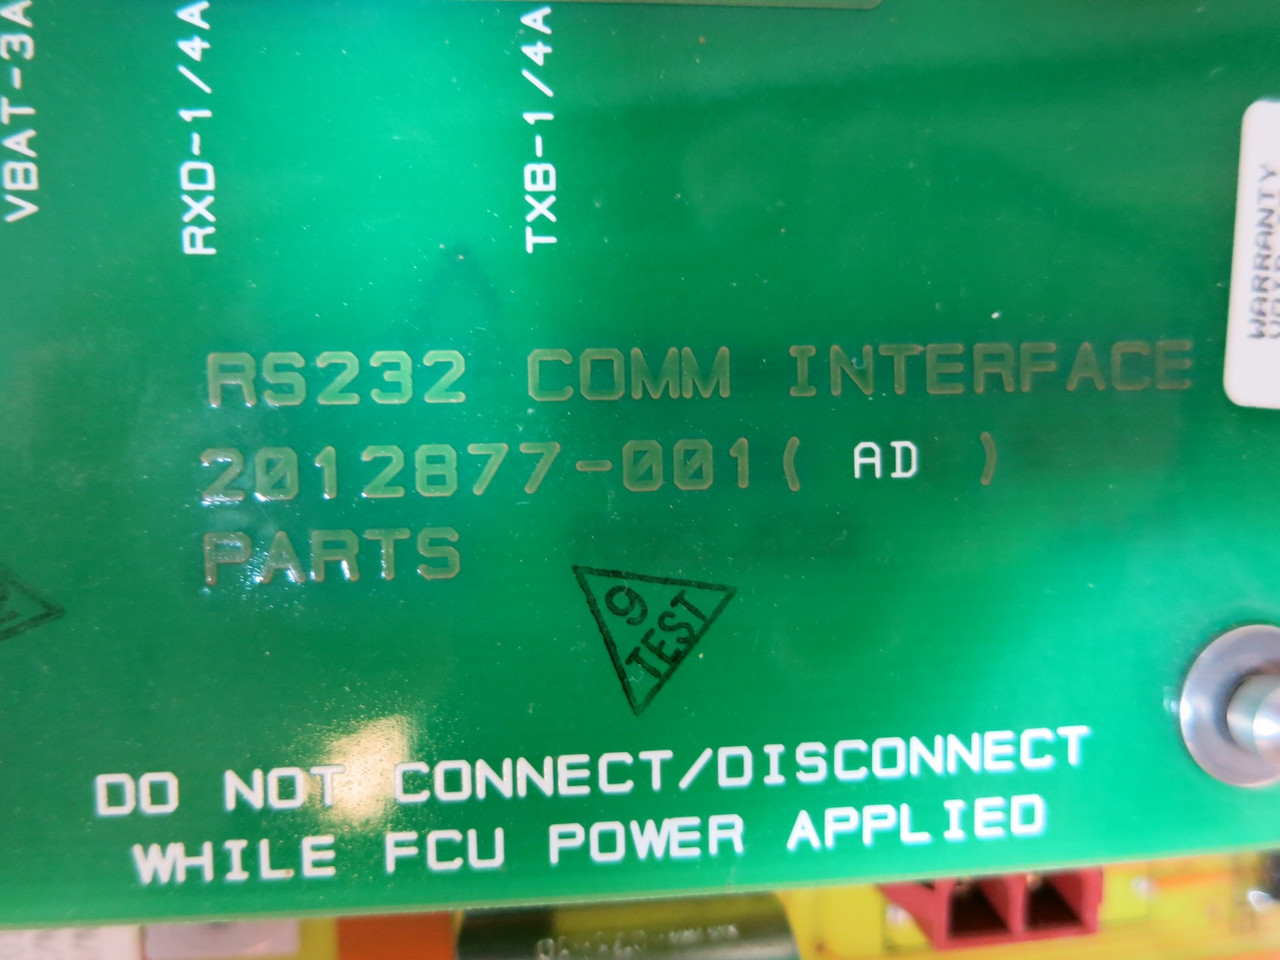 VBAT-3A
RXD-1/4A
TXB-1/4A
WARRANTY
RS232 COMM INTERFACE
2012877-001( AD )
PARTS
9
TEST
DO NOT CONNECT/DISCONNECT
WHILE FCU POWER APPLIED